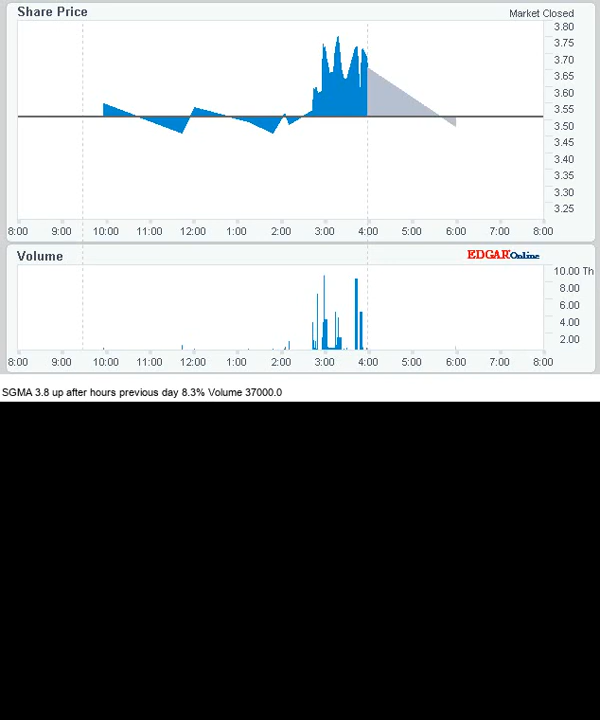 Share Price Market Closed
3.80
3.75
3.70
3.65
3.60
3.55
3.50
3.45
3.40
3.35
3.30
3.25
8:00 9:00 10:00 11:00 12:00 1:00 2:00 3:00 4:00 5:00 6:00 8:00
Volume EDGAR Online
10.00 Th
8.00
6.00
4.00
2.00
8:00 9:00 10:00 11:00 12:00 1:00 2:00 3:00 4:00 5:00 6:00 8:00
SGMA 3.8 up after hours previous day 8.3% Volume 37000.0